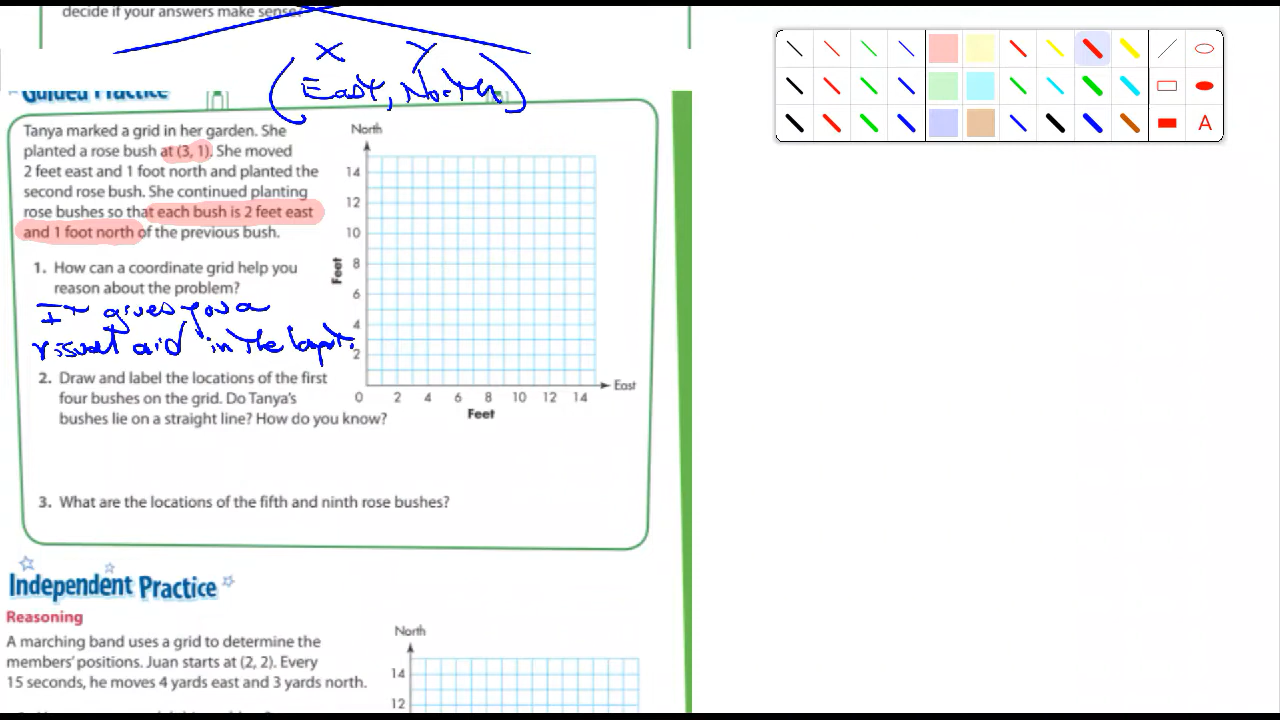 decide if your answers make sense.
X Y
(East, North)
Guided Practice
Tanya marked a grid in her garden. She
planted a rose bush at (3, 1). She moved
2 feet east and 1 foot north and planted the
second rose bush. She continued planting
rose bushes so that each bush is 2 feet east
and 1 foot north of the previous bush.
1. How can a coordinate grid help you
reason about the problem?
It gives you a
visual aid in the layout.
2. Draw and label the locations of the first
four bushes on the grid. Do Tanya's
bushes lie on a straight line? How do you know?
3. What are the locations of the fifth and ninth rose bushes?
North
14
12
10
8
6
4
2
0 2 4 6 8 10 12 14
Feet
Feet
East
Independent Practice
Reasoning
A marching band uses a grid to determine the
members' positions. Juan starts at (2, 2). Every
15 seconds, he moves 4 yards east and 3 yards north.
North
14
12
A